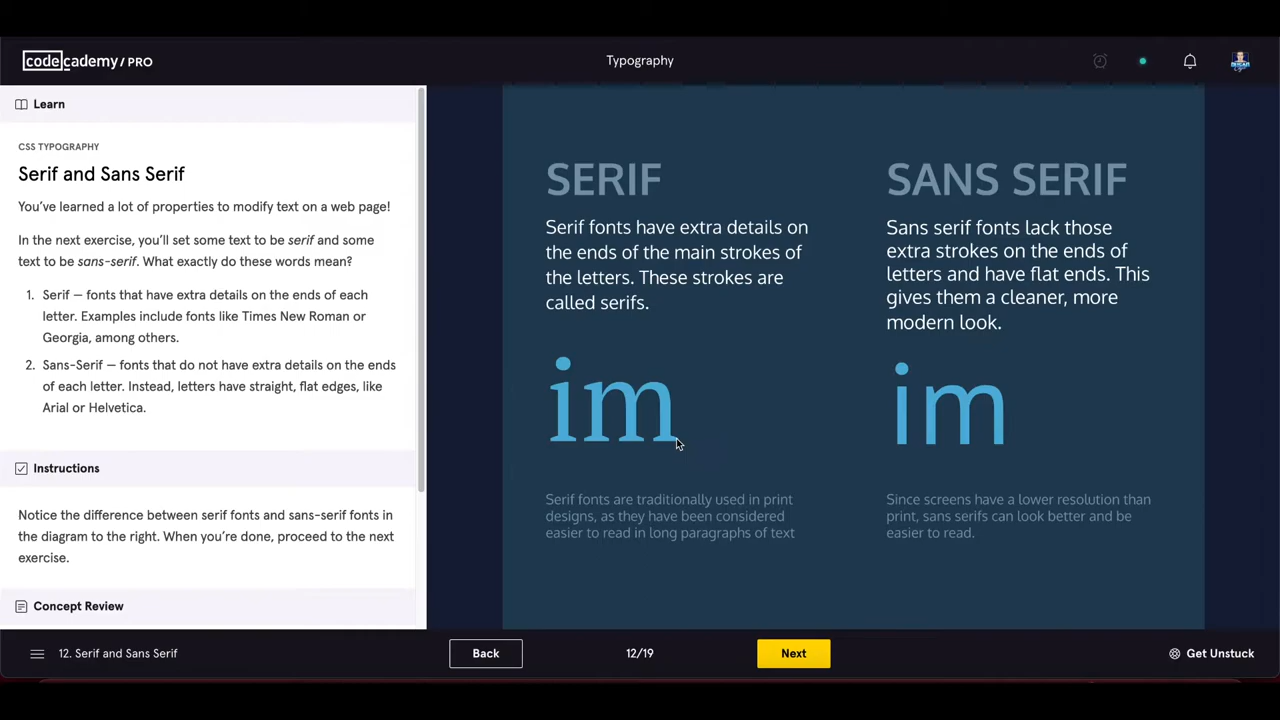 codecademy / PRO
Typography
Learn
CSS TYPOGRAPHY
Serif and Sans Serif
You've learned a lot of properties to modify text on a web page!
In the next exercise, you'll set some text to be serif and some
text to be sans-serif. What exactly do these words mean?
1. Serif — fonts that have extra details on the ends of each
letter. Examples include fonts like Times New Roman or
Georgia, among others.
2. Sans-Serif — fonts that do not have extra details on the ends
of each letter. Instead, letters have straight, flat edges, like
Arial or Helvetica.
Instructions
Notice the difference between serif fonts and sans-serif fonts in
the diagram to the right. When you're done, proceed to the next
exercise.
Concept Review
SERIF
Serif fonts have extra details on
the ends of the main strokes of
the letters. These strokes are
called serifs.
im
Serif fonts are traditionally used in print
designs, as they have been considered
easier to read in long paragraphs of text
SANS SERIF
Sans serif fonts lack those
extra strokes on the ends of
letters and have flat ends. This
gives them a cleaner, more
modern look.
im
Since screens have a lower resolution than
print, sans serifs can look better and be
easier to read.
12. Serif and Sans Serif
Back
12/19
Next
Get Unstuck